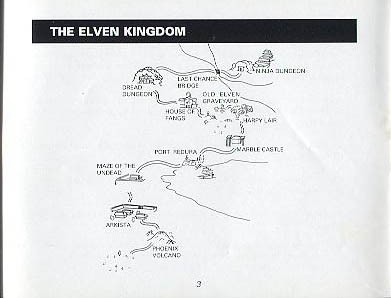 THE ELVEN KINGDOM
NINJA DUNGEON
LAST CHANCE
BRIDGE
DREAD
DUNGEON
OLD ELVEN
GRAVEYARD
HOUSE OF
FANGS
HARPY LAIR
MARBLE CASTLE
PORT REDURA
MAZE OF THE
UNDEAD
ARKISTA
PHOENIX
VOLCANO
3